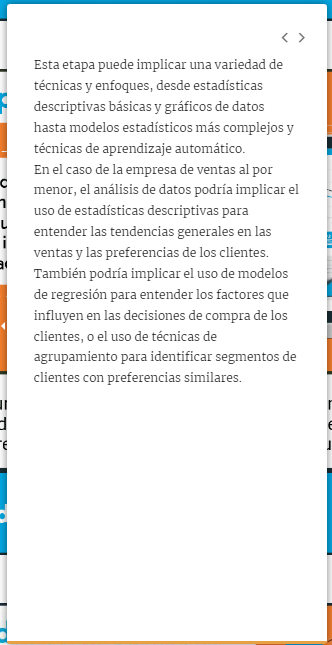 Esta etapa puede implicar una variedad de
técnicas y enfoques, desde estadísticas
descriptivas básicas y gráficos de datos
hasta modelos estadísticos más complejos y
técnicas de aprendizaje automático.
En el caso de la empresa de ventas al por
menor, el análisis de datos podría implicar el
uso de estadísticas descriptivas para
entender las tendencias generales en las
ventas y las preferencias de los clientes.
También podría implicar el uso de modelos
de regresión para entender los factores que
influyen en las decisiones de compra de los
clientes, o el uso de técnicas de
agrupamiento para identificar segmentos de
clientes con preferencias similares.